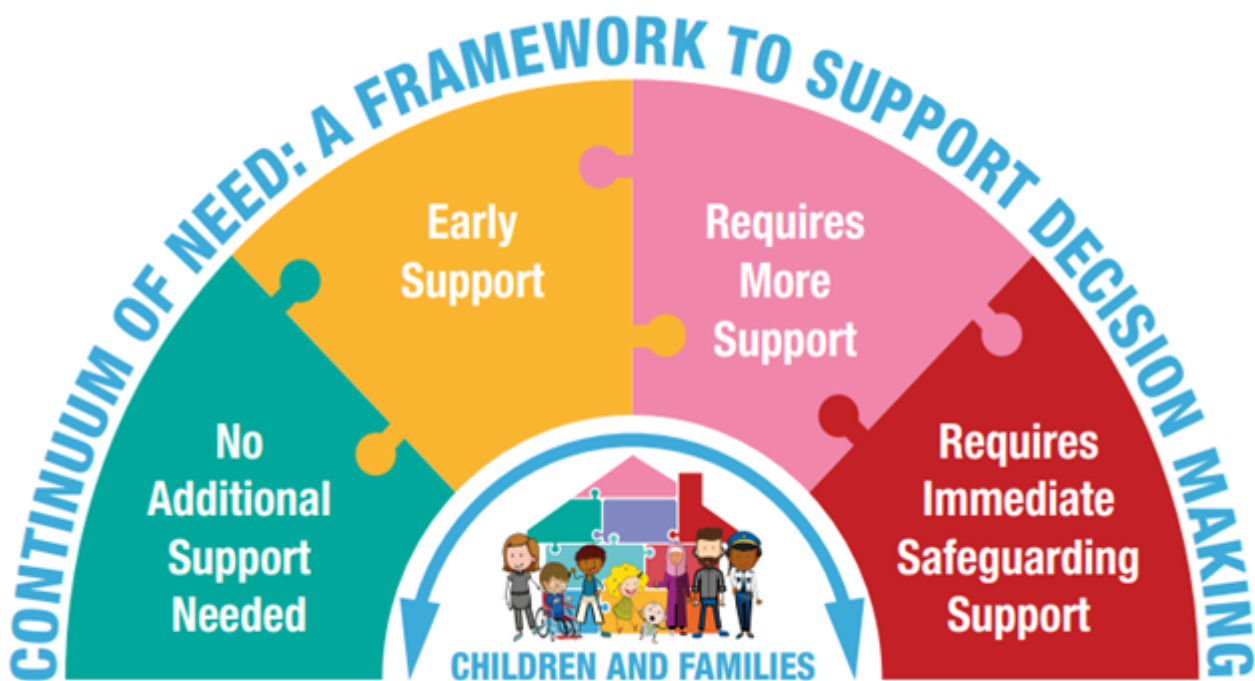 CONTINUUM OF NEED: A FRAMEWORK TO SUPPORT DECISION MAKING
No
Additional
Support
Needed
Early
Support
Requires
More
Support
Requires
Immediate
Safeguarding
Support
CHILDREN AND FAMILIES